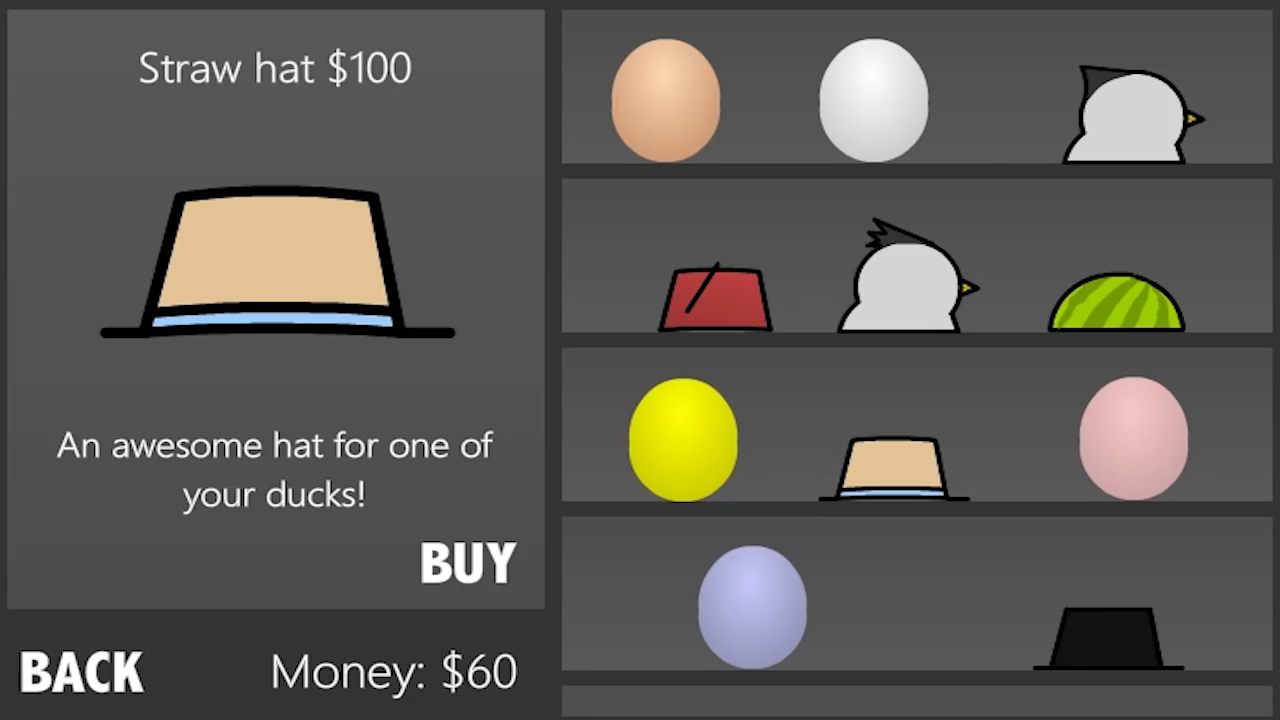 Straw hat $100
An awesome hat for one of
your ducks!
BUY
BACK
Money: $60